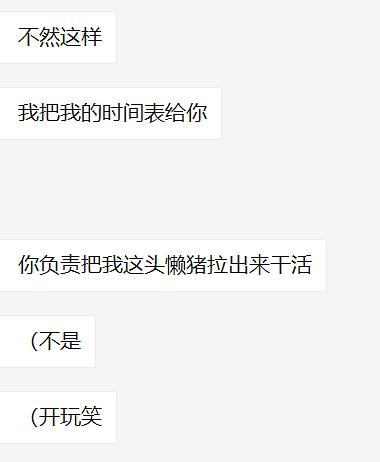 不然这样
我把我的时间表给你
你负责把我这头懒猪拉出来干活
（不是
（开玩笑